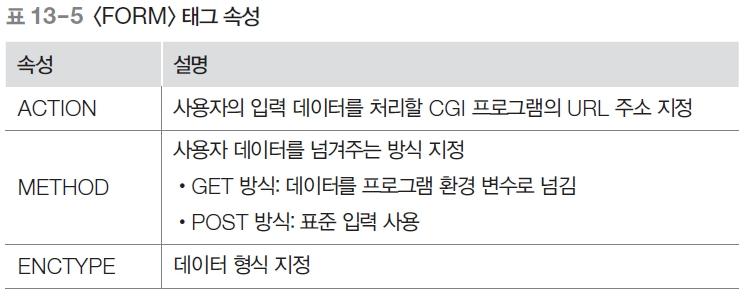 표 13-5 <FORM> 태그 속성
속성 설명
ACTION 사용자의 입력 데이터를 처리할 CGI 프로그램의 URL 주소 지정
사용자 데이터를 넘겨주는 방식 지정
METHOD • GET 방식: 데이터를 프로그램 환경 변수로 넘김
• POST 방식: 표준 입력 사용
ENCTYPE 데이터 형식 지정